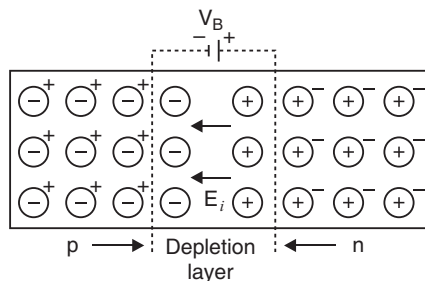 V_B
− +
− + − + − + − + + − + − + −
− + − + − + − + + − + − + −
− + − + − + − + + − + − + −
E_i
p Depletion n
layer